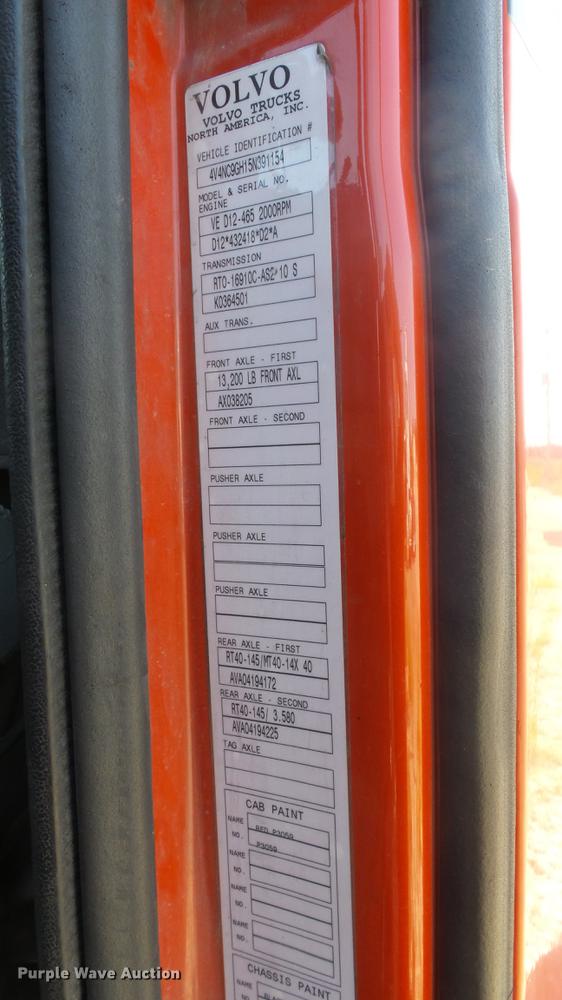 VOLVO
VOLVO TRUCKS
NORTH AMERICA, INC.
VEHICLE IDENTIFICATION #
4V4NC9GH15N391154
MODEL & SERIAL NO.
ENGINE
VE D12-465 2000RPM
D12*432418*D2*A
TRANSMISSION
RTO-16910C-AS2*10 S
K0364501
AUX TRANS.
FRONT AXLE - FIRST
13,200 LB FRONT AXL
AX038205
FRONT AXLE - SECOND
PUSHER AXLE
PUSHER AXLE
PUSHER AXLE
REAR AXLE - FIRST
RT40-145/MT40-14X 40
AVA04194172
REAR AXLE - SECOND
RT40-145/ 3.580
AVA04194225
TAG AXLE
CAB PAINT
NAME RED P3059
NO. P3059
NAME
NO.
NAME
NO.
NAME
NO.
CHASSIS PAINT
NAME
Purple Wave Auction